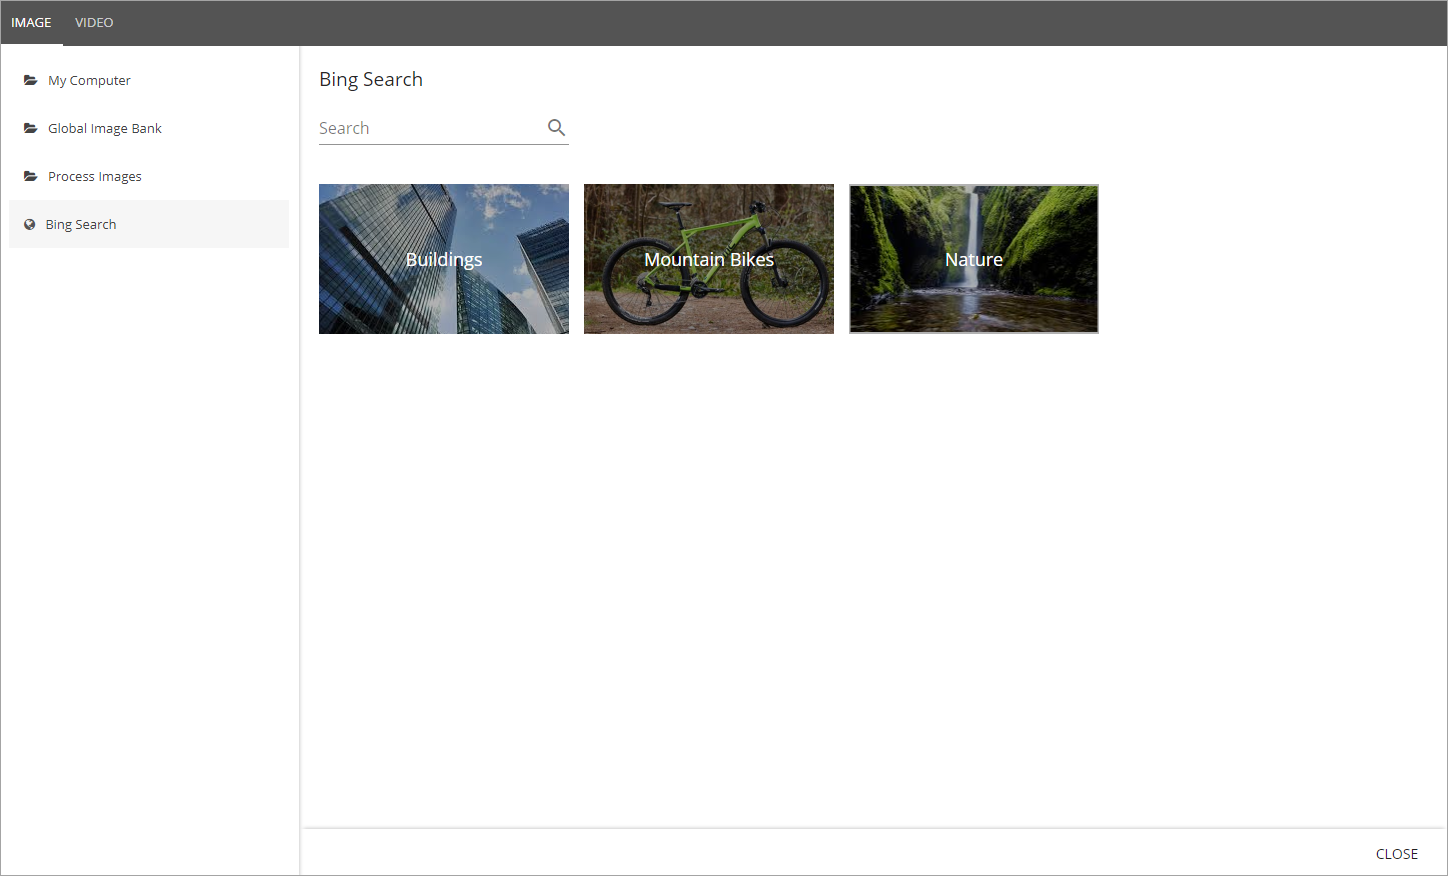 IMAGE VIDEO
My Computer
Global Image Bank
Process Images
Bing Search
Bing Search
Search
Buildings
Mountain Bikes
Nature
CLOSE